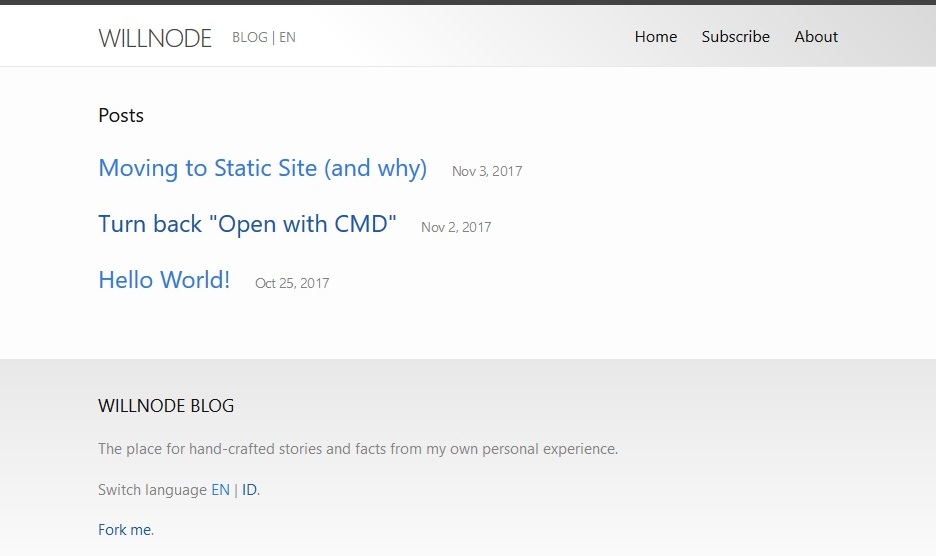 WILLNODE BLOG | EN Home Subscribe About
Posts
Moving to Static Site (and why) Nov 3, 2017
Turn back "Open with CMD" Nov 2, 2017
Hello World! Oct 25, 2017
WILLNODE BLOG
The place for hand-crafted stories and facts from my own personal experience.
Switch language EN | ID.
Fork me.